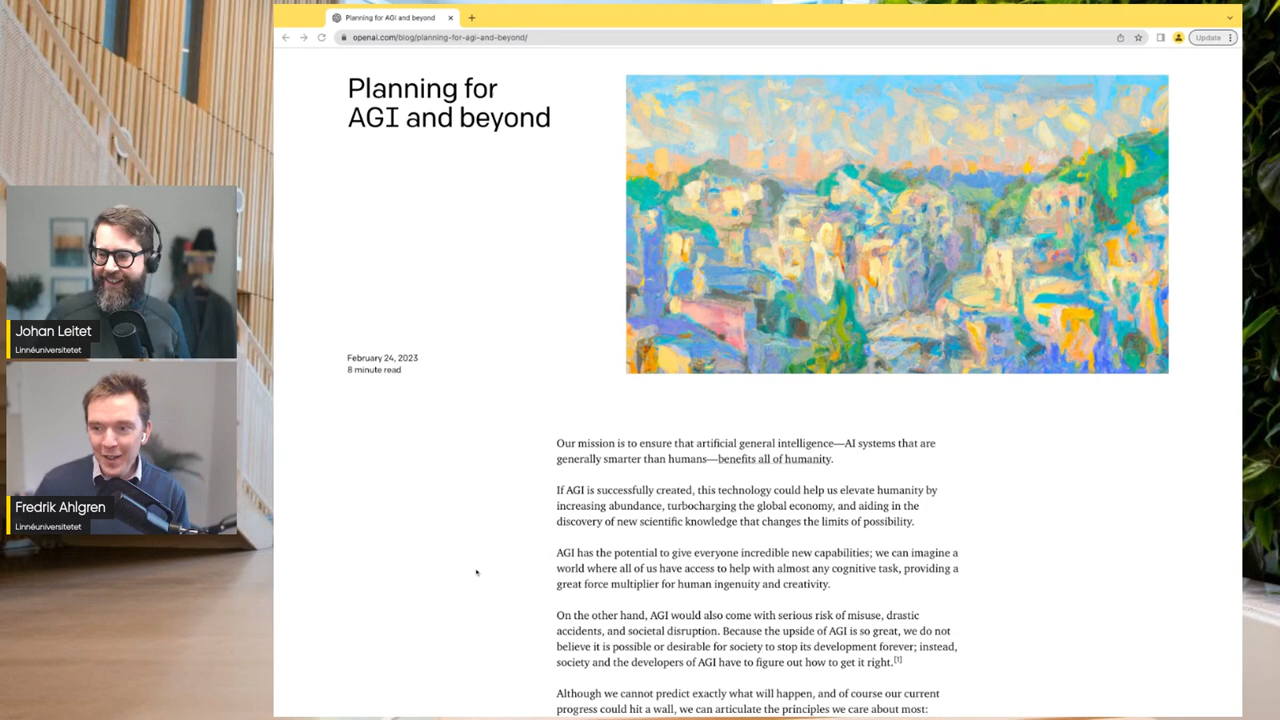 Planning for AGI and beyond
openai.com/blog/planning-for-agi-and-beyond/
Update
Planning for
AGI and beyond
February 24, 2023
8 minute read
Johan Leitet
Linnéuniversitetet
Fredrik Ahlgren
Linnéuniversitetet
Our mission is to ensure that artificial general intelligence—AI systems that are
generally smarter than humans—benefits all of humanity.
If AGI is successfully created, this technology could help us elevate humanity by
increasing abundance, turbocharging the global economy, and aiding in the
discovery of new scientific knowledge that changes the limits of possibility.
AGI has the potential to give everyone incredible new capabilities; we can imagine a
world where all of us have access to help with almost any cognitive task, providing a
great force multiplier for human ingenuity and creativity.
On the other hand, AGI would also come with serious risk of misuse, drastic
accidents, and societal disruption. Because the upside of AGI is so great, we do not
believe it is possible or desirable for society to stop its development forever; instead,
society and the developers of AGI have to figure out how to get it right.[1]
Although we cannot predict exactly what will happen, and of course our current
progress could hit a wall, we can articulate the principles we care about most: